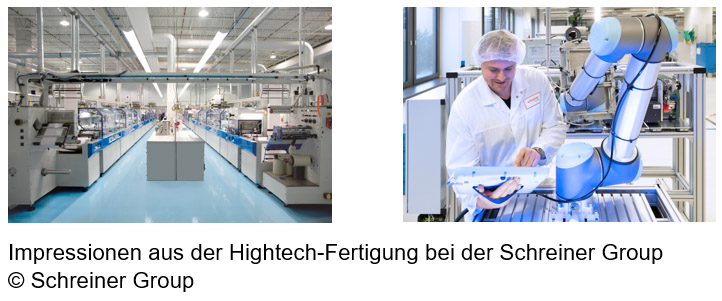 Impressionen aus der Hightech-Fertigung bei der Schreiner Group
© Schreiner Group